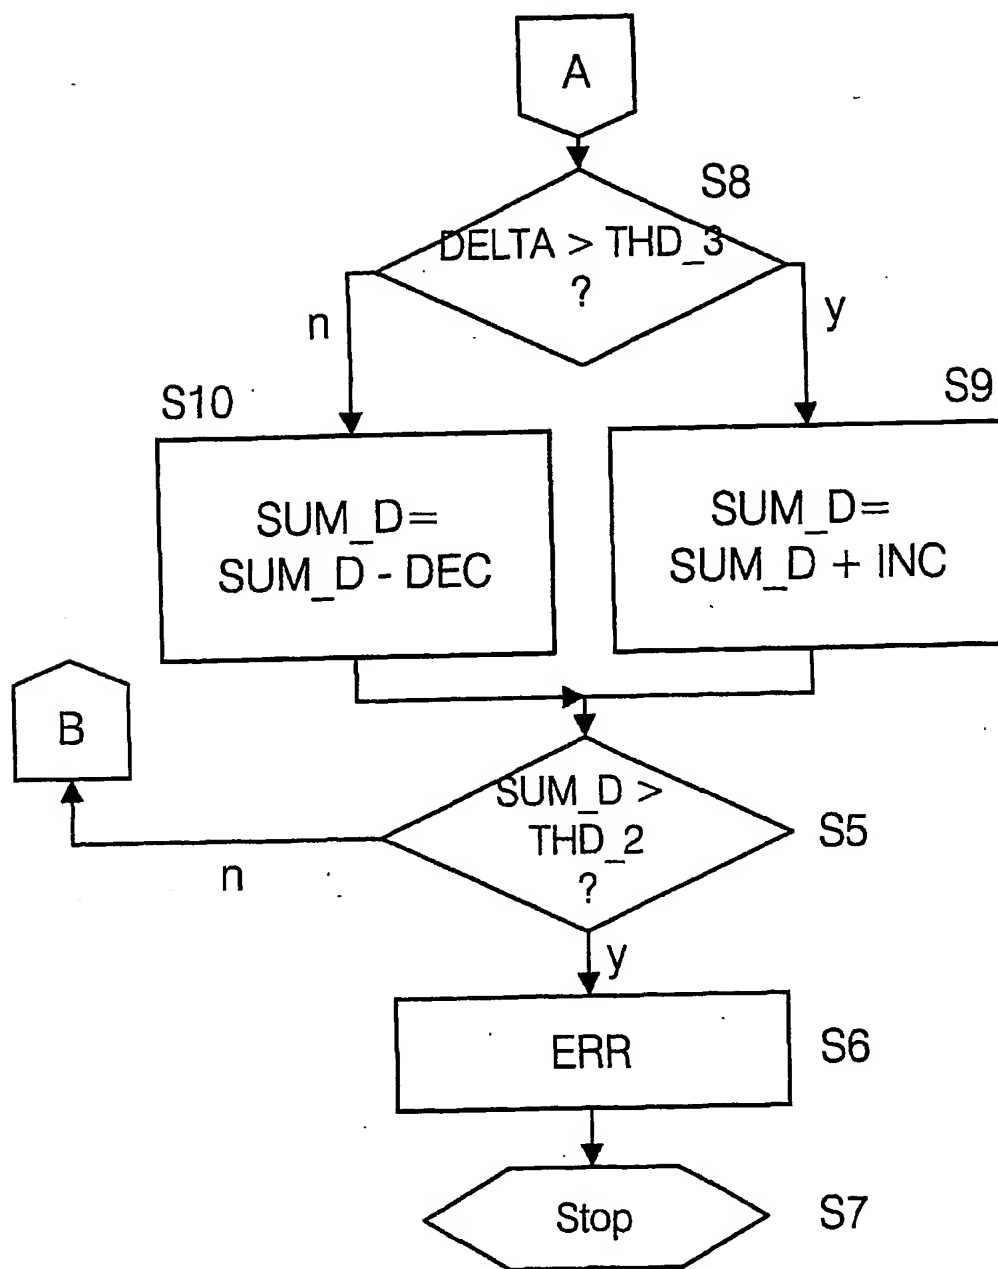 A
S8
DELTA > THD_3
?
n
y
S10
S9
SUM_D=
SUM_D - DEC
SUM_D=
SUM_D + INC
B
SUM_D >
THD_2
?
S5
n
y
ERR
S6
Stop
S7